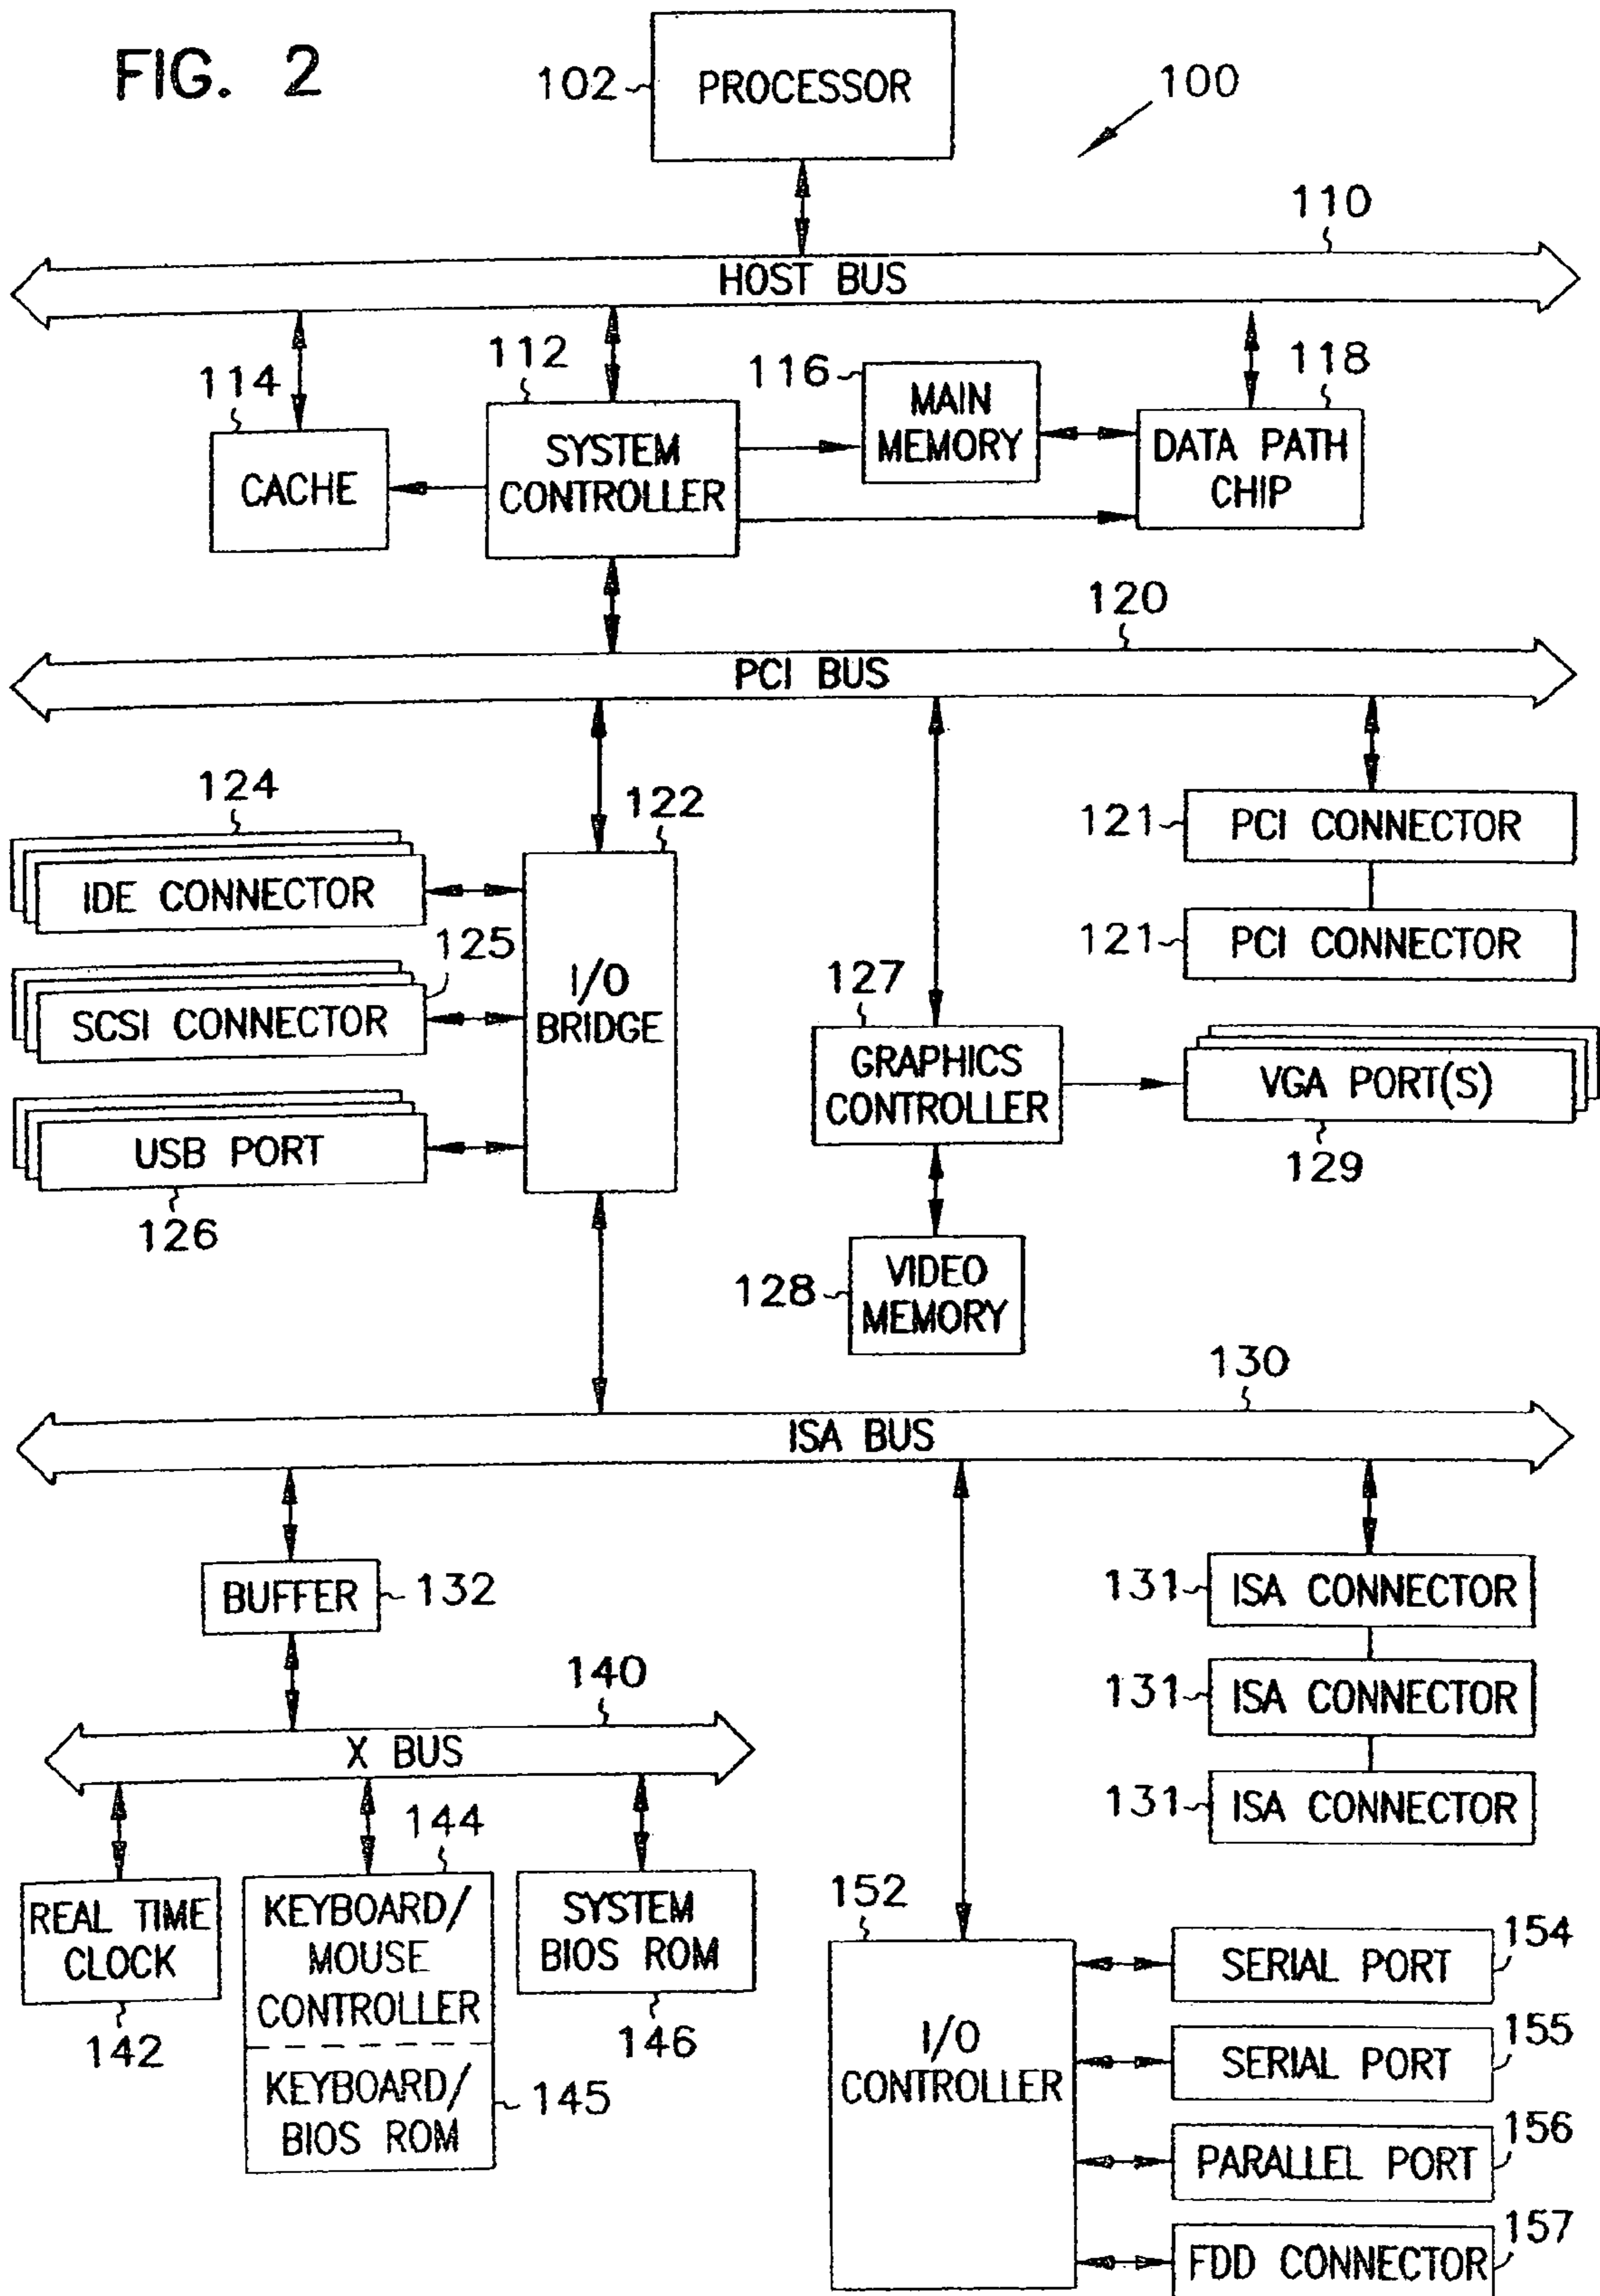 FIG. 2
102
PROCESSOR
100
110
HOST BUS
114
112
116
118
CACHE
SYSTEM
CONTROLLER
MAIN
MEMORY
DATA PATH
CHIP
120
PCI BUS
124
122
IDE CONNECTOR
125
SCSI CONNECTOR
USB PORT
126
I/O
BRIDGE
121
PCI CONNECTOR
121
PCI CONNECTOR
127
GRAPHICS
CONTROLLER
VGA PORT(S)
129
128
VIDEO
MEMORY
130
ISA BUS
BUFFER
132
131
ISA CONNECTOR
131
ISA CONNECTOR
131
ISA CONNECTOR
140
X BUS
144
REAL TIME
CLOCK
142
KEYBOARD/
MOUSE
CONTROLLER
KEYBOARD/
BIOS ROM
145
SYSTEM
BIOS ROM
146
152
I/O
CONTROLLER
SERIAL PORT
154
SERIAL PORT
155
PARALLEL PORT
156
FDD CONNECTOR
157